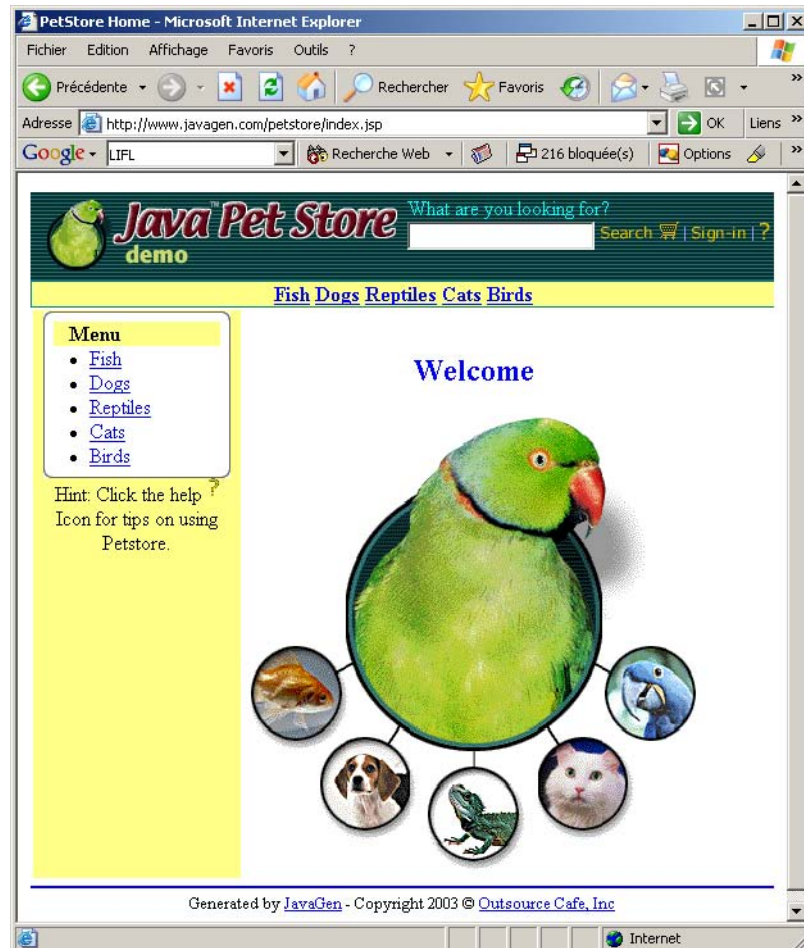 PetStore Home - Microsoft Internet Explorer
Fichier Edition Affichage Favoris Outils ?
Précédente Rechercher Favoris »
Adresse http://www.javagen.com/petstore/index.jsp OK Liens »
Google LIFL Recherche Web 216 bloquée(s) Options »
What are you looking for?
Java™ Pet Store
Search | Sign-in | ?
demo
Fish Dogs Reptiles Cats Birds
Menu
• Fish
• Dogs
• Reptiles
• Cats
• Birds
Hint: Click the help ?
Icon for tips on using
Petstore.
Welcome
Generated by JavaGen - Copyright 2003 © Outsource Cafe, Inc
Internet